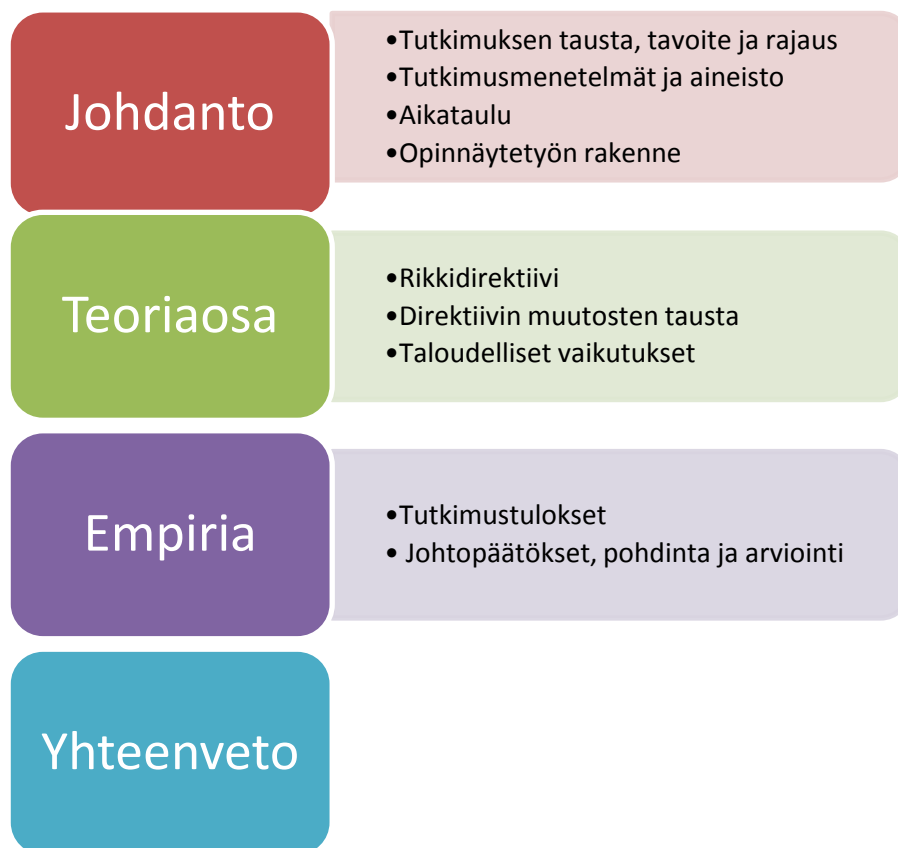 Johdanto
•Tutkimuksen tausta, tavoite ja rajaus
•Tutkimusmenetelmät ja aineisto
•Aikataulu
•Opinnäytetyön rakenne
Teoriaosa
•Rikkidirektiivi
•Direktiivin muutosten tausta
•Taloudelliset vaikutukset
Empiria
•Tutkimustulokset
• Johtopäätökset, pohdinta ja arviointi
Yhteenveto